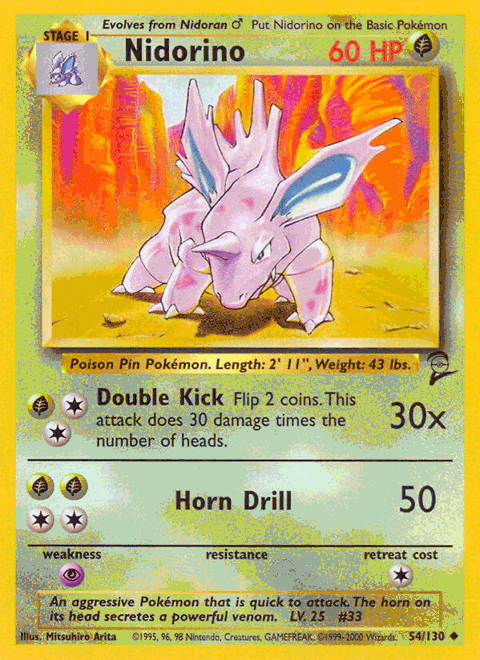 Evolves from Nidoran ♂ Put Nidorino on the Basic Pokémon
STAGE 1
Nidorino 60 HP
Poison Pin Pokémon. Length: 2' 11", Weight: 43 lbs.
Double Kick Flip 2 coins. This
attack does 30 damage times the
number of heads.
30x
Horn Drill 50
weakness resistance retreat cost
An aggressive Pokémon that is quick to attack. The horn on
its head secretes a powerful venom. LV. 25 #33
Illus. Mitsuhiro Arita ©1995, 96, 98 Nintendo, Creatures, GAMEFREAK. ©1999-2000 Wizards. 54/130 ◆